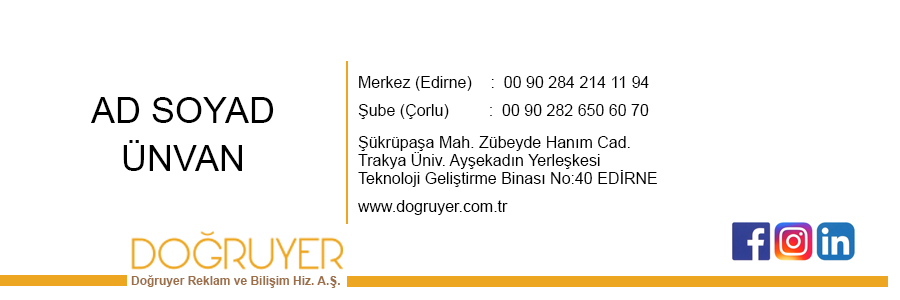 AD SOYAD
ÜNVAN
Merkez (Edirne) : 00 90 284 214 11 94
Şube (Çorlu) : 00 90 282 650 60 70
Şükrüpaşa Mah. Zübeyde Hanım Cad.
Trakya Üniv. Ayşekadın Yerleşkesi
Teknoloji Geliştirme Binası No:40 EDİRNE
www.dogruyer.com.tr
DOĞRUYER
Doğruyer Reklam ve Bilişim Hiz. A.Ş.
f
in